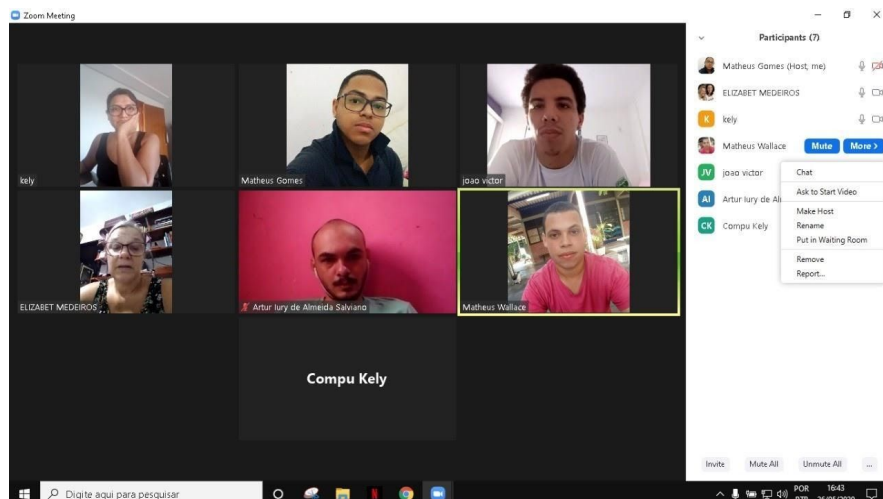 Zoom Meeting
Participants (7)
kely
Matheus Gomes
joao victor
ELIZABET MEDEIROS
Artur Iury de Almeida Salviano
Matheus Wallace
Compu Kely
Matheus Gomes (Host, me)
ELIZABET MEDEIROS
K kely
Matheus Wallace Mute More >
JV joao victor
AI Artur Iury de
CK Compu Kely
Chat
Ask to Start Video
Make Host
Rename
Put in Waiting Room
Remove
Report...
Invite Mute All Unmute All ...
Digite aqui para pesquisar
POR 16:43